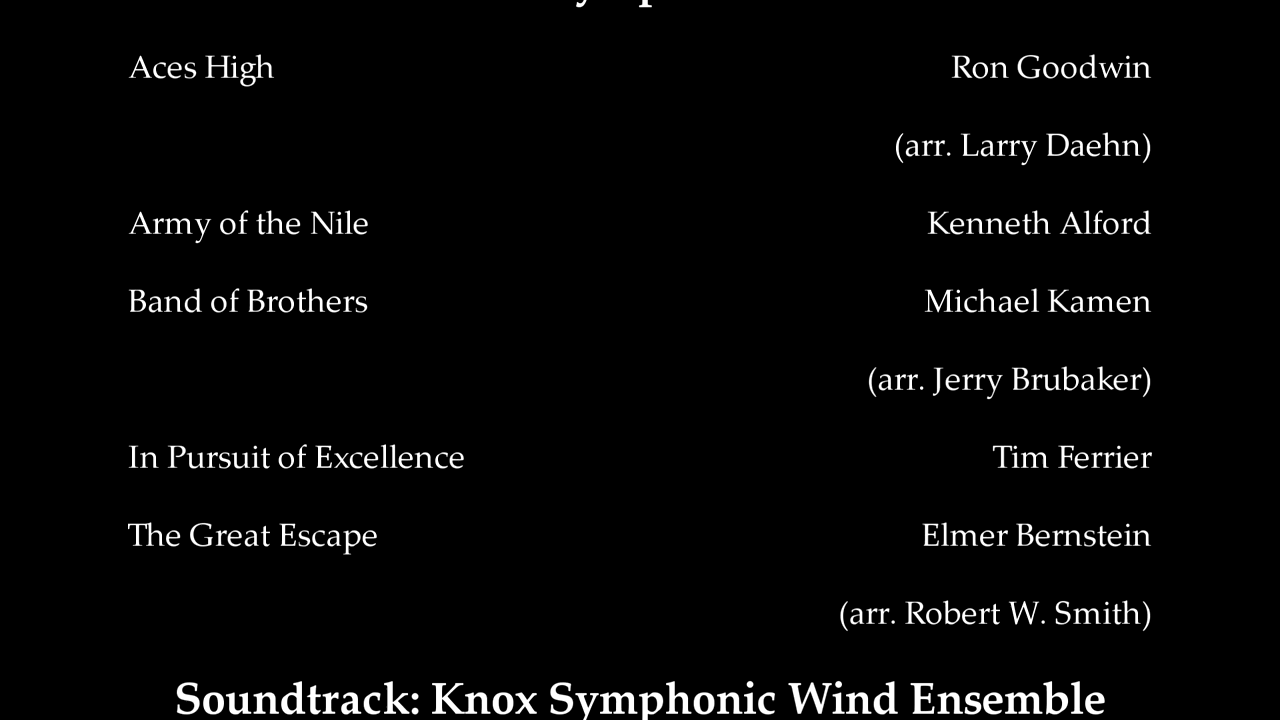 Aces High Ron Goodwin
(arr. Larry Daehn)
Army of the Nile Kenneth Alford
Band of Brothers Michael Kamen
(arr. Jerry Brubaker)
In Pursuit of Excellence Tim Ferrier
The Great Escape Elmer Bernstein
(arr. Robert W. Smith)
Soundtrack: Knox Symphonic Wind Ensemble